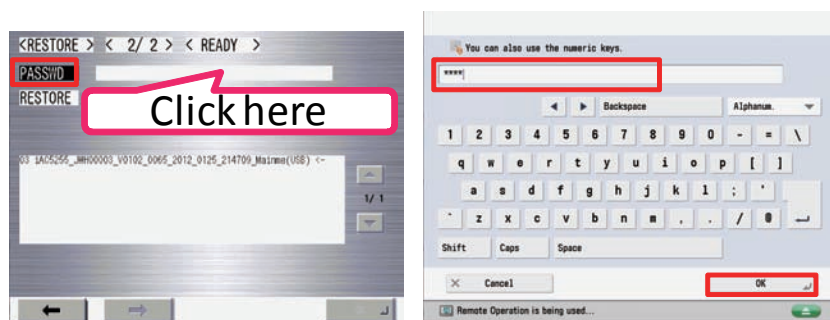 <RESTORE > < 2/ 2 > < READY >
PASSWD
RESTORE
Click here
03 iAC5255_JWH00003_V0102_0065_2012_0125_214709_Mainme(USB) <-
1/ 1
You can also use the numeric keys.
****
Backspace
Alphanum.
1 2 3 4 5 6 7 8 9 0 - = \
q w e r t y u i o p [ ]
a s d f g h j k l ; '
` z x c v b n m , . / @
Shift Caps Space
× Cancel
OK
Remote Operation is being used...